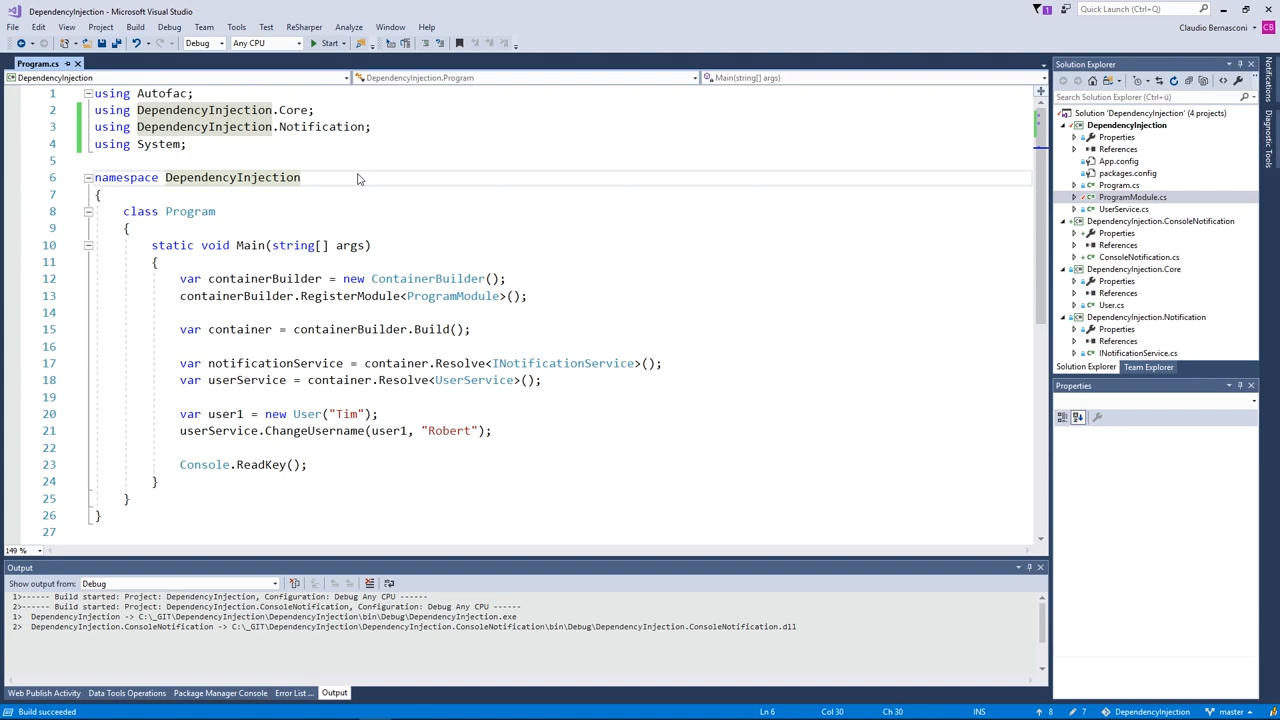 DependencyInjection - Microsoft Visual Studio
1
Quick Launch (Ctrl+Q)
File Edit View Project Build Debug Team Tools Test ReSharper Analyze Window Help
Claudio Bernasconi CB
Debug Any CPU Start
Program.cs
DependencyInjection DependencyInjection.Program Main(string[] args)
1 using Autofac;
2 using DependencyInjection.Core;
3 using DependencyInjection.Notification;
4 using System;
5
6 namespace DependencyInjection
7 {
8 class Program
9 {
10 static void Main(string[] args)
11 {
12 var containerBuilder = new ContainerBuilder();
13 containerBuilder.RegisterModule<ProgramModule>();
14
15 var container = containerBuilder.Build();
16
17 var notificationService = container.Resolve<INotificationService>();
18 var userService = container.Resolve<UserService>();
19
20 var user1 = new User("Tim");
21 userService.ChangeUsername(user1, "Robert");
22
23 Console.ReadKey();
24 }
25 }
26 }
27
149 %
Output
Show output from: Debug
1>------ Build started: Project: DependencyInjection, Configuration: Debug Any CPU ------
2>------ Build started: Project: DependencyInjection.ConsoleNotification, Configuration: Debug Any CPU ------
1> DependencyInjection -> C:\_GIT\DependencyInjection\DependencyInjection\bin\Debug\DependencyInjection.exe
2> DependencyInjection.ConsoleNotification -> C:\_GIT\DependencyInjection\DependencyInjection.ConsoleNotification\bin\Debug\DependencyInjection.ConsoleNotification.dll
Web Publish Activity Data Tools Operations Package Manager Console Error List ... Output
Solution Explorer
Search Solution Explorer (Ctrl+ü)
Solution 'DependencyInjection' (4 projects)
DependencyInjection
Properties
References
App.config
packages.config
Program.cs
ProgramModule.cs
UserService.cs
DependencyInjection.ConsoleNotification
Properties
References
ConsoleNotification.cs
DependencyInjection.Core
Properties
References
User.cs
DependencyInjection.Notification
Properties
References
INotificationService.cs
Solution Explorer Team Explorer
Properties
Notifications
Diagnostic Tools
Build succeeded Ln 6 Col 30 Ch 30 INS 8 7 DependencyInjection master